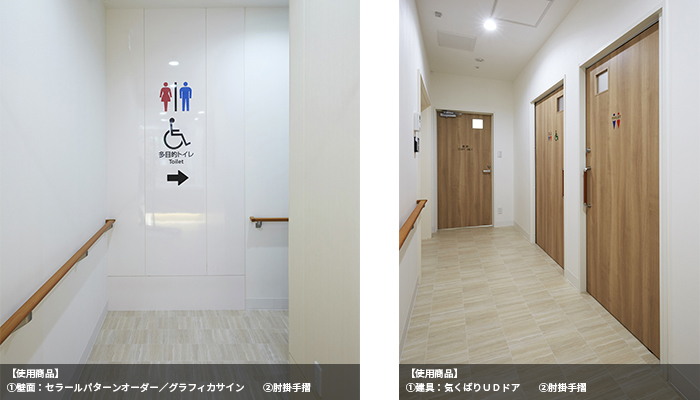 多目的トイレ
Toilet
【使用商品】
①壁面：セラールパターンオーダー／グラフィカサイン　②肘掛手摺
【使用商品】
①建具：気くばりＵＤドア　②肘掛手摺